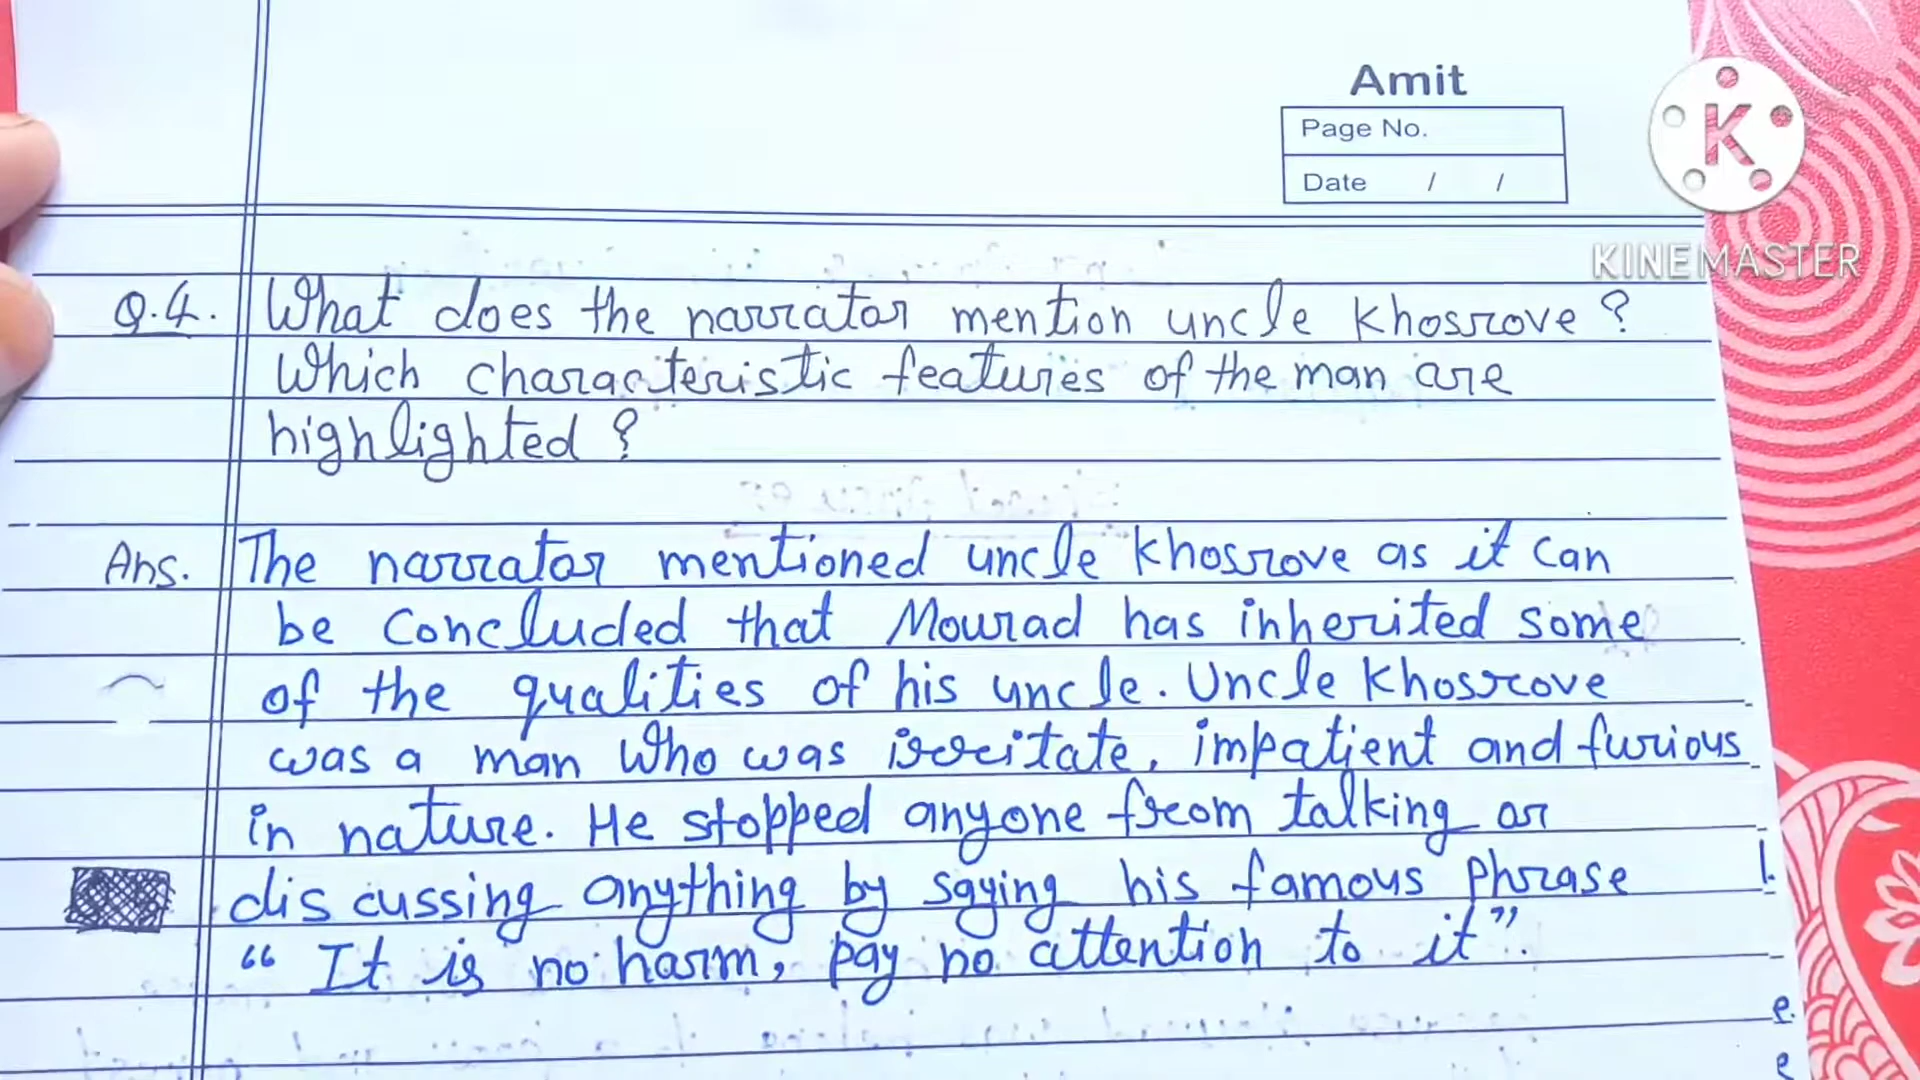 Amit
Page No.
Date / /
K
KINEMASTER
Q.4. What does the narrator mention uncle Khosrove ?
Which characteristic features of the man are
highlighted ?
Ans. The narrator mentioned uncle Khosrove as it can
be concluded that Mourad has inherited some
of the qualities of his uncle. Uncle Khosrove
was a man who was irritate, impatient and furious
in nature. He stopped anyone from talking or
discussing anything by saying his famous phrase
“ It is no harm, pay no attention to it”.
e.
e